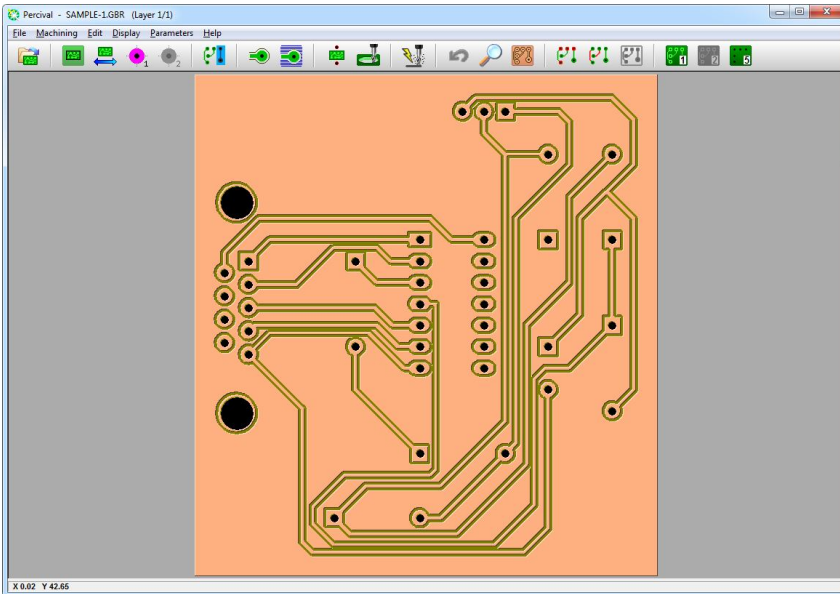 Percival - SAMPLE-1.GBR (Layer 1/1)
File Machining Edit Display Parameters Help
1 2 1 2 5
X 0.02 Y 42.65